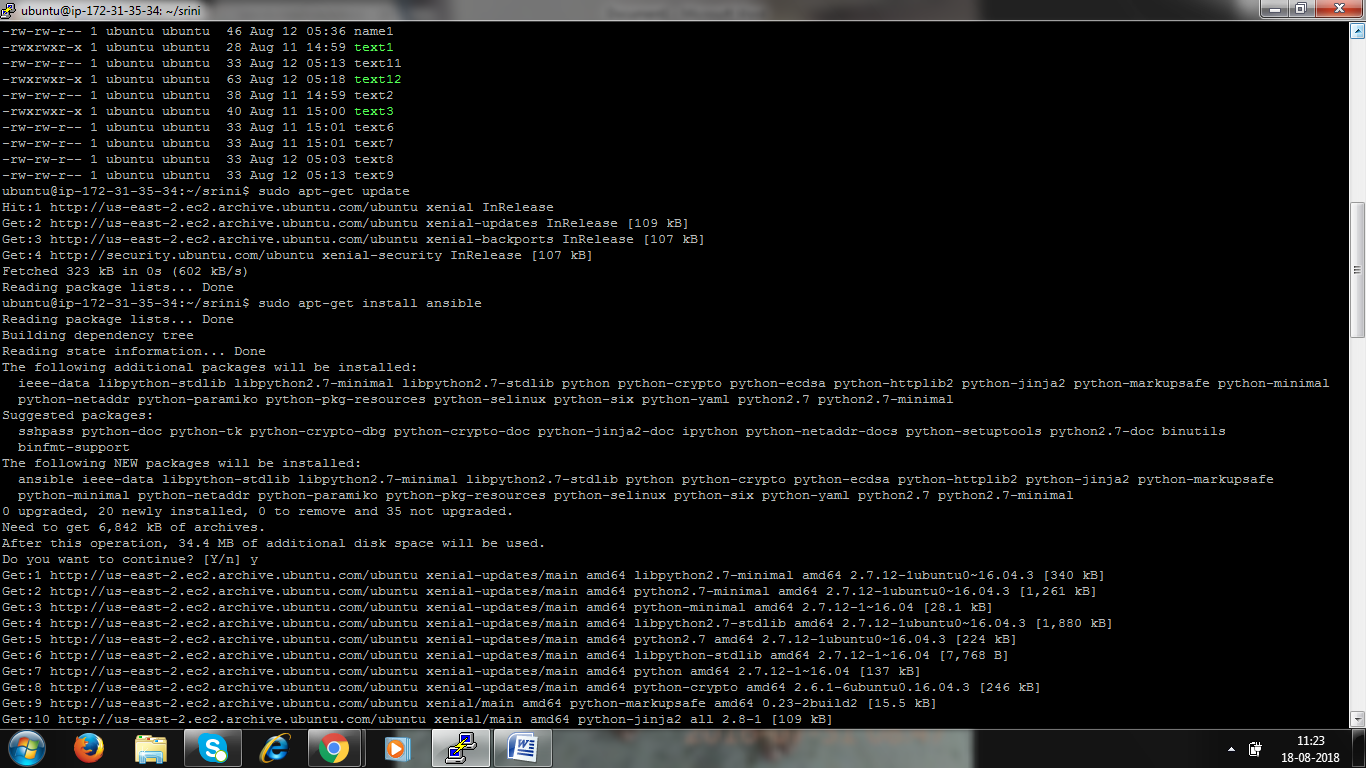 ubuntu@ip-172-31-35-34: ~/srini
-rw-rw-r-- 1 ubuntu ubuntu  46 Aug 12 05:36 name1
-rwxrwxr-x 1 ubuntu ubuntu  28 Aug 11 14:59 text1
-rw-rw-r-- 1 ubuntu ubuntu  33 Aug 12 05:13 text11
-rwxrwxr-x 1 ubuntu ubuntu  63 Aug 12 05:18 text12
-rw-rw-r-- 1 ubuntu ubuntu  38 Aug 11 14:59 text2
-rwxrwxr-x 1 ubuntu ubuntu  40 Aug 11 15:00 text3
-rw-rw-r-- 1 ubuntu ubuntu  33 Aug 11 15:01 text6
-rw-rw-r-- 1 ubuntu ubuntu  33 Aug 11 15:01 text7
-rw-rw-r-- 1 ubuntu ubuntu  33 Aug 12 05:03 text8
-rw-rw-r-- 1 ubuntu ubuntu  33 Aug 12 05:13 text9
ubuntu@ip-172-31-35-34:~/srini$ sudo apt-get update
Hit:1 http://us-east-2.ec2.archive.ubuntu.com/ubuntu xenial InRelease
Get:2 http://us-east-2.ec2.archive.ubuntu.com/ubuntu xenial-updates InRelease [109 kB]
Get:3 http://us-east-2.ec2.archive.ubuntu.com/ubuntu xenial-backports InRelease [107 kB]
Get:4 http://security.ubuntu.com/ubuntu xenial-security InRelease [107 kB]
Fetched 323 kB in 0s (602 kB/s)
Reading package lists... Done
ubuntu@ip-172-31-35-34:~/srini$ sudo apt-get install ansible
Reading package lists... Done
Building dependency tree
Reading state information... Done
The following additional packages will be installed:
  ieee-data libpython-stdlib libpython2.7-minimal libpython2.7-stdlib python python-crypto python-ecdsa python-httplib2 python-jinja2 python-markupsafe python-minimal
  python-netaddr python-paramiko python-pkg-resources python-selinux python-six python-yaml python2.7 python2.7-minimal
Suggested packages:
  sshpass python-doc python-tk python-crypto-dbg python-crypto-doc python-jinja2-doc ipython python-netaddr-docs python-setuptools python2.7-doc binutils
  binfmt-support
The following NEW packages will be installed:
  ansible ieee-data libpython-stdlib libpython2.7-minimal libpython2.7-stdlib python python-crypto python-ecdsa python-httplib2 python-jinja2 python-markupsafe
  python-minimal python-netaddr python-paramiko python-pkg-resources python-selinux python-six python-yaml python2.7 python2.7-minimal
0 upgraded, 20 newly installed, 0 to remove and 35 not upgraded.
Need to get 6,842 kB of archives.
After this operation, 34.4 MB of additional disk space will be used.
Do you want to continue? [Y/n] y
Get:1 http://us-east-2.ec2.archive.ubuntu.com/ubuntu xenial-updates/main amd64 libpython2.7-minimal amd64 2.7.12-1ubuntu0~16.04.3 [340 kB]
Get:2 http://us-east-2.ec2.archive.ubuntu.com/ubuntu xenial-updates/main amd64 python2.7-minimal amd64 2.7.12-1ubuntu0~16.04.3 [1,261 kB]
Get:3 http://us-east-2.ec2.archive.ubuntu.com/ubuntu xenial-updates/main amd64 python-minimal amd64 2.7.12-1~16.04 [28.1 kB]
Get:4 http://us-east-2.ec2.archive.ubuntu.com/ubuntu xenial-updates/main amd64 libpython2.7-stdlib amd64 2.7.12-1ubuntu0~16.04.3 [1,880 kB]
Get:5 http://us-east-2.ec2.archive.ubuntu.com/ubuntu xenial-updates/main amd64 python2.7 amd64 2.7.12-1ubuntu0~16.04.3 [224 kB]
Get:6 http://us-east-2.ec2.archive.ubuntu.com/ubuntu xenial-updates/main amd64 libpython-stdlib amd64 2.7.12-1~16.04 [7,768 B]
Get:7 http://us-east-2.ec2.archive.ubuntu.com/ubuntu xenial-updates/main amd64 python amd64 2.7.12-1~16.04 [137 kB]
Get:8 http://us-east-2.ec2.archive.ubuntu.com/ubuntu xenial-updates/main amd64 python-crypto amd64 2.6.1-6ubuntu0.16.04.3 [246 kB]
Get:9 http://us-east-2.ec2.archive.ubuntu.com/ubuntu xenial/main amd64 python-markupsafe amd64 0.23-2build2 [15.5 kB]
Get:10 http://us-east-2.ec2.archive.ubuntu.com/ubuntu xenial/main amd64 python-jinja2 all 2.8-1 [109 kB]
11:23
18-08-2018